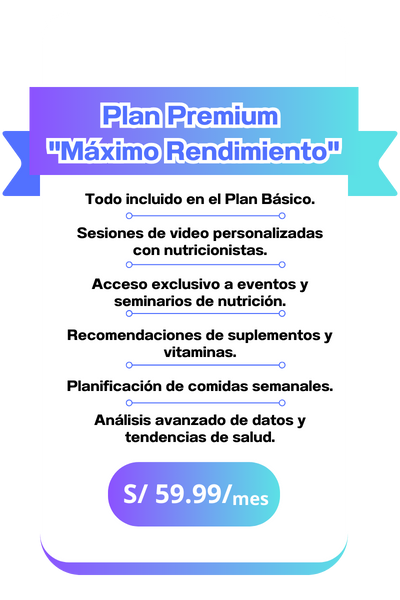 Plan Premium
"Máximo Rendimiento"
Todo incluido en el Plan Básico.
Sesiones de video personalizadas
con nutricionistas.
Acceso exclusivo a eventos y
seminarios de nutrición.
Recomendaciones de suplementos y
vitaminas.
Planificación de comidas semanales.
Análisis avanzado de datos y
tendencias de salud.
S/ 59.99/mes